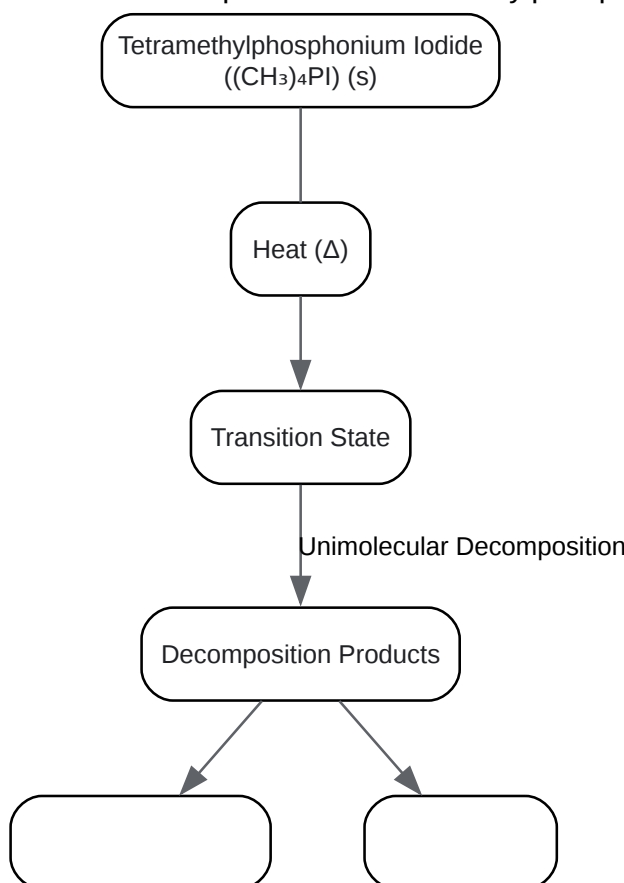 Tetramethylphosphonium Iodide
((CH₃)₄PI) (s)
Heat (Δ)
Transition State
Unimolecular Decomposition
Decomposition Products